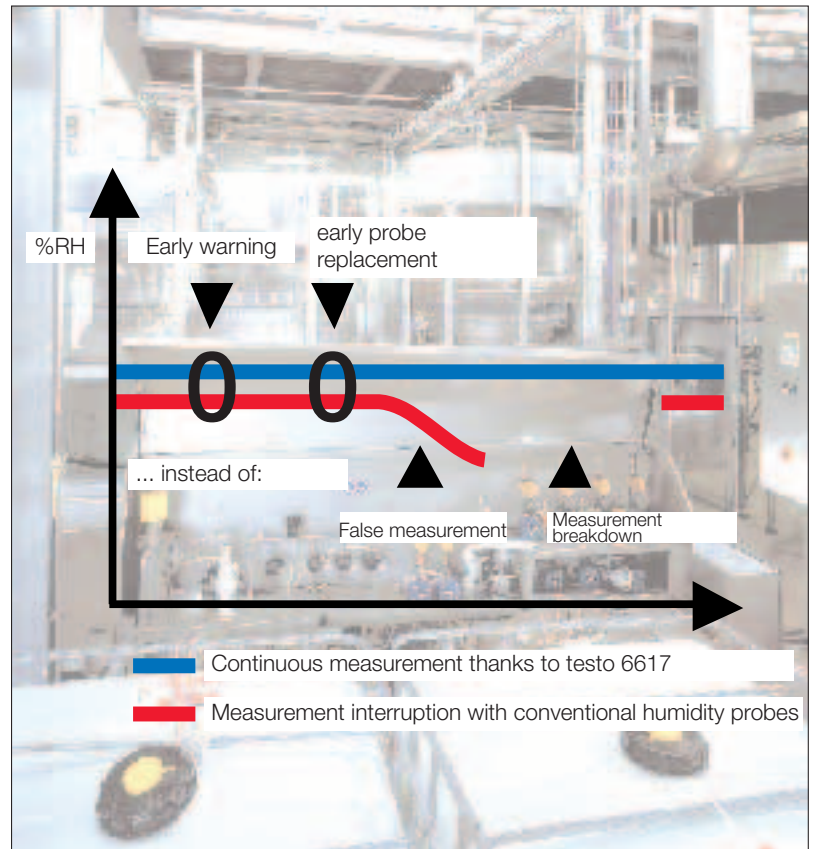 %RH
Early warning
early probe
replacement
0
0
... instead of:
False measurement
Measurement
breakdown
Continuous measurement thanks to testo 6617
Measurement interruption with conventional humidity probes